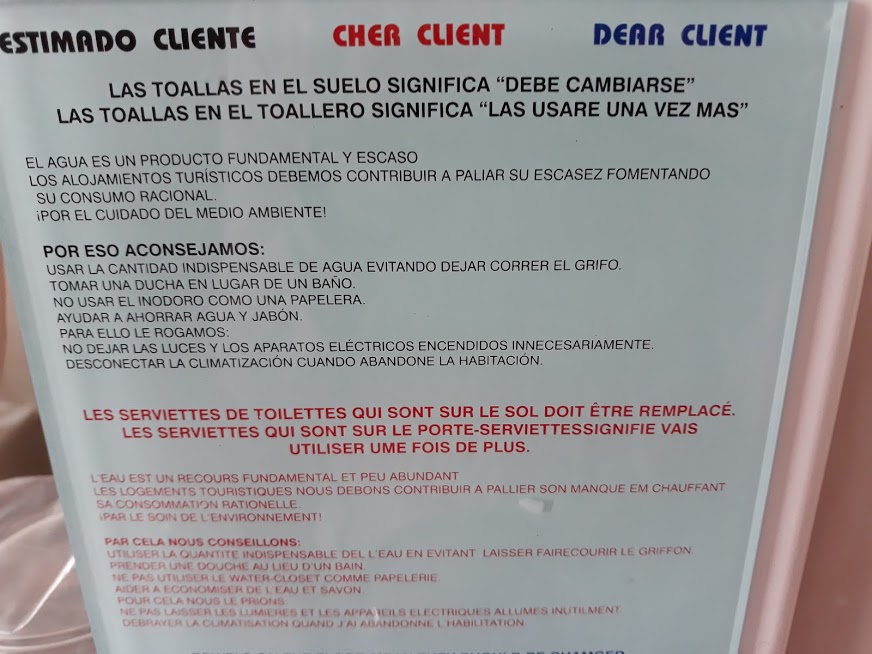 ESTIMADO CLIENTE CHER CLIENT DEAR CLIENT
LAS TOALLAS EN EL SUELO SIGNIFICA “DEBE CAMBIARSE”
LAS TOALLAS EN EL TOALLERO SIGNIFICA “LAS USARE UNA VEZ MAS”
EL AGUA ES UN PRODUCTO FUNDAMENTAL Y ESCASO
LOS ALOJAMIENTOS TURÍSTICOS DEBEMOS CONTRIBUIR A PALIAR SU ESCASEZ FOMENTANDO
SU CONSUMO RACIONAL.
¡POR EL CUIDADO DEL MEDIO AMBIENTE!
POR ESO ACONSEJAMOS:
USAR LA CANTIDAD INDISPENSABLE DE AGUA EVITANDO DEJAR CORRER EL GRIFO.
TOMAR UNA DUCHA EN LUGAR DE UN BAÑO.
NO USAR EL INODORO COMO UNA PAPELERA.
AYUDAR A AHORRAR AGUA Y JABÓN.
PARA ELLO LE ROGAMOS:
NO DEJAR LAS LUCES Y LOS APARATOS ELÉCTRICOS ENCENDIDOS INNECESARIAMENTE.
DESCONECTAR LA CLIMATIZACIÓN CUANDO ABANDONE LA HABITACIÓN.
LES SERVIETTES DE TOILETTES QUI SONT SUR LE SOL DOIT ÊTRE REMPLACÉ.
LES SERVIETTES QUI SONT SUR LE PORTE-SERVIETTESSIGNIFIE VAIS
UTILISER UME FOIS DE PLUS.
L'EAU EST UN RECOURS FUNDAMENTAL ET PEU ABUNDANT
LES LOGEMENTS TOURISTIQUES NOUS DEBONS CONTRIBUIR A PALLIER SON MANQUE EM CHAUFFANT
SA CONSOMMATION RATIONELLE.
¡PAR LE SOIN DE L'ENVIRONNEMENT!
PAR CELA NOUS CONSEILLONS:
UTILISER LA QUANTITE INDISPENSABLE DEL L'EAU EN EVITANT LAISSER FAIRECOURIR LE GRIFFON.
PRENDER UNE DOUCHE AU LIEU D'UN BAIN.
NE PAS UTILISER LE WATER-CLOSET COMME PAPELERIE.
AIDER A ECONOMISER DE L'EAU ET SAVON.
POUR CELA NOUS LE PRIONS.
NE PAS LAISSER LES LUMIERES ET LES APPAREILS ELECTRIQUES ALLUMES INUTILMENT.
DEBRAYER LA CLIMATISATION QUAND J'AI ABANDONNE L'HABILITATION.